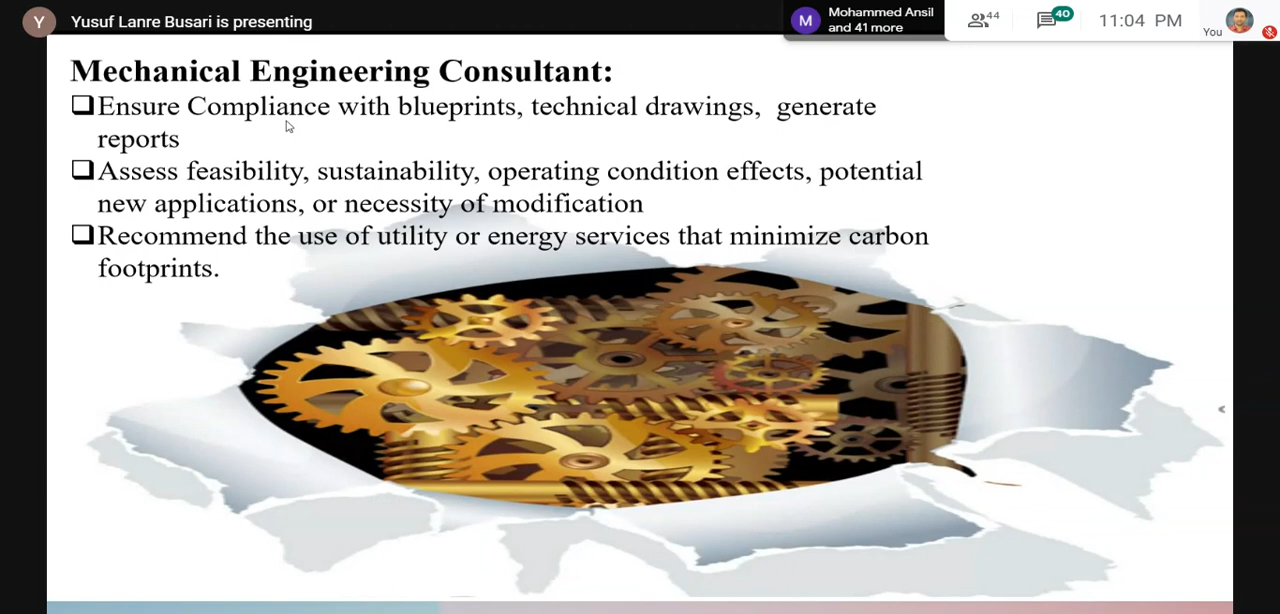 Y Yusuf Lanre Busari is presenting
M Mohammed Ansil
and 41 more
44
40
11:04 PM
You
Mechanical Engineering Consultant:
❑Ensure Compliance with blueprints, technical drawings,  generate
reports
❑Assess feasibility, sustainability, operating condition effects, potential
new applications, or necessity of modification
❑Recommend the use of utility or energy services that minimize carbon
footprints.